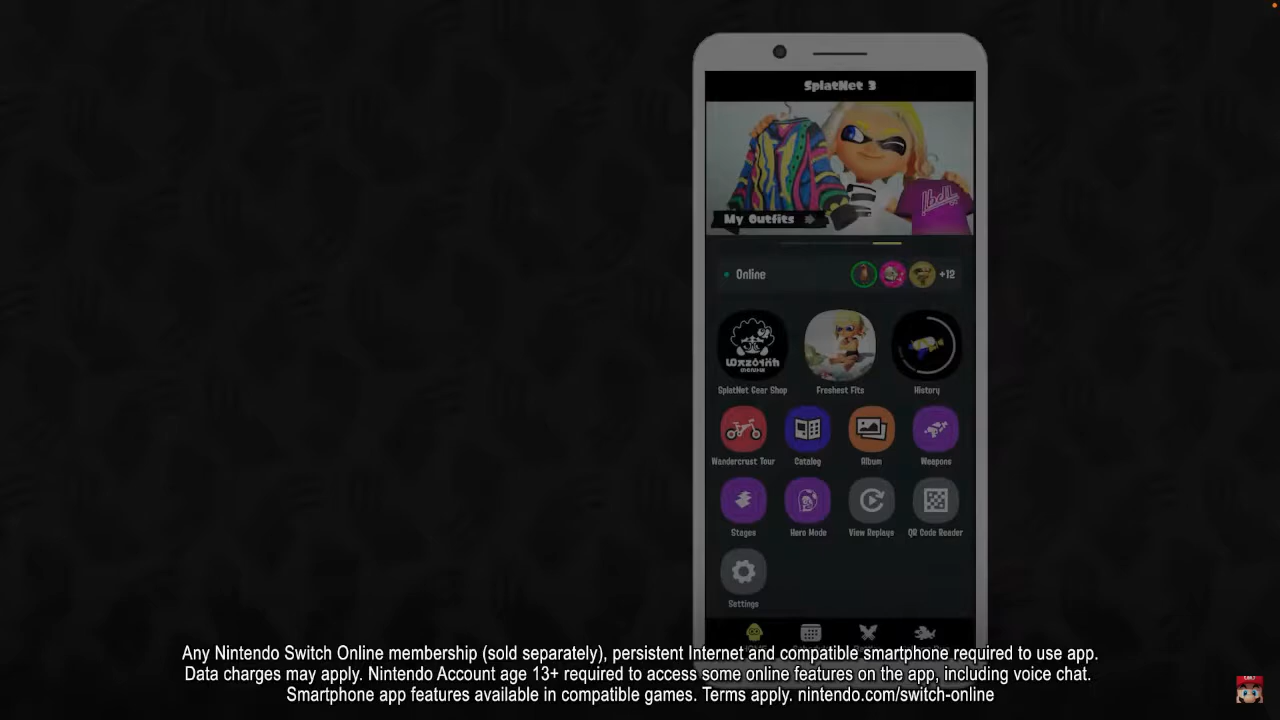 SplatNet 3
My Outfits
Online
+12
SplatNet Gear Shop
Freshest Fits
History
Wandercrust Tour
Catalog
Album
Weapons
Stages
Hero Mode
View Replays
QR Code Reader
Settings
Any Nintendo Switch Online membership (sold separately), persistent Internet and compatible smartphone required to use app.
Data charges may apply. Nintendo Account age 13+ required to access some online features on the app, including voice chat.
Smartphone app features available in compatible games. Terms apply. nintendo.com/switch-online